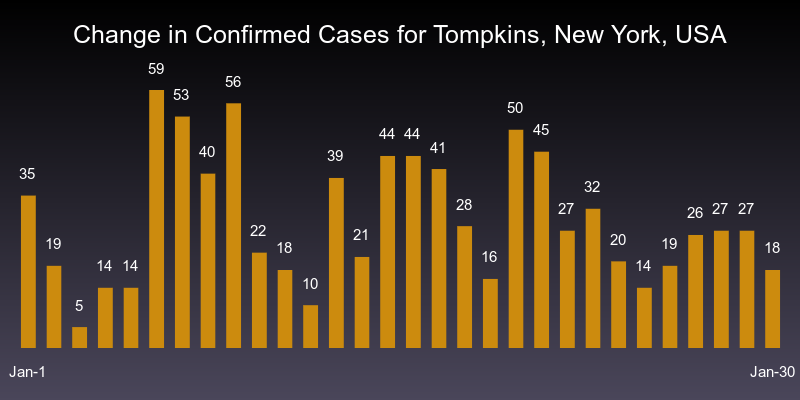 Change in Confirmed Cases for Tompkins, New York, USA
35 19 5 14 14 59 53 40 56 22 18 10 39 21 44 44 41 28 16 50 45 27 32 20 14 19 26 27 27 18
Jan-1 Jan-30